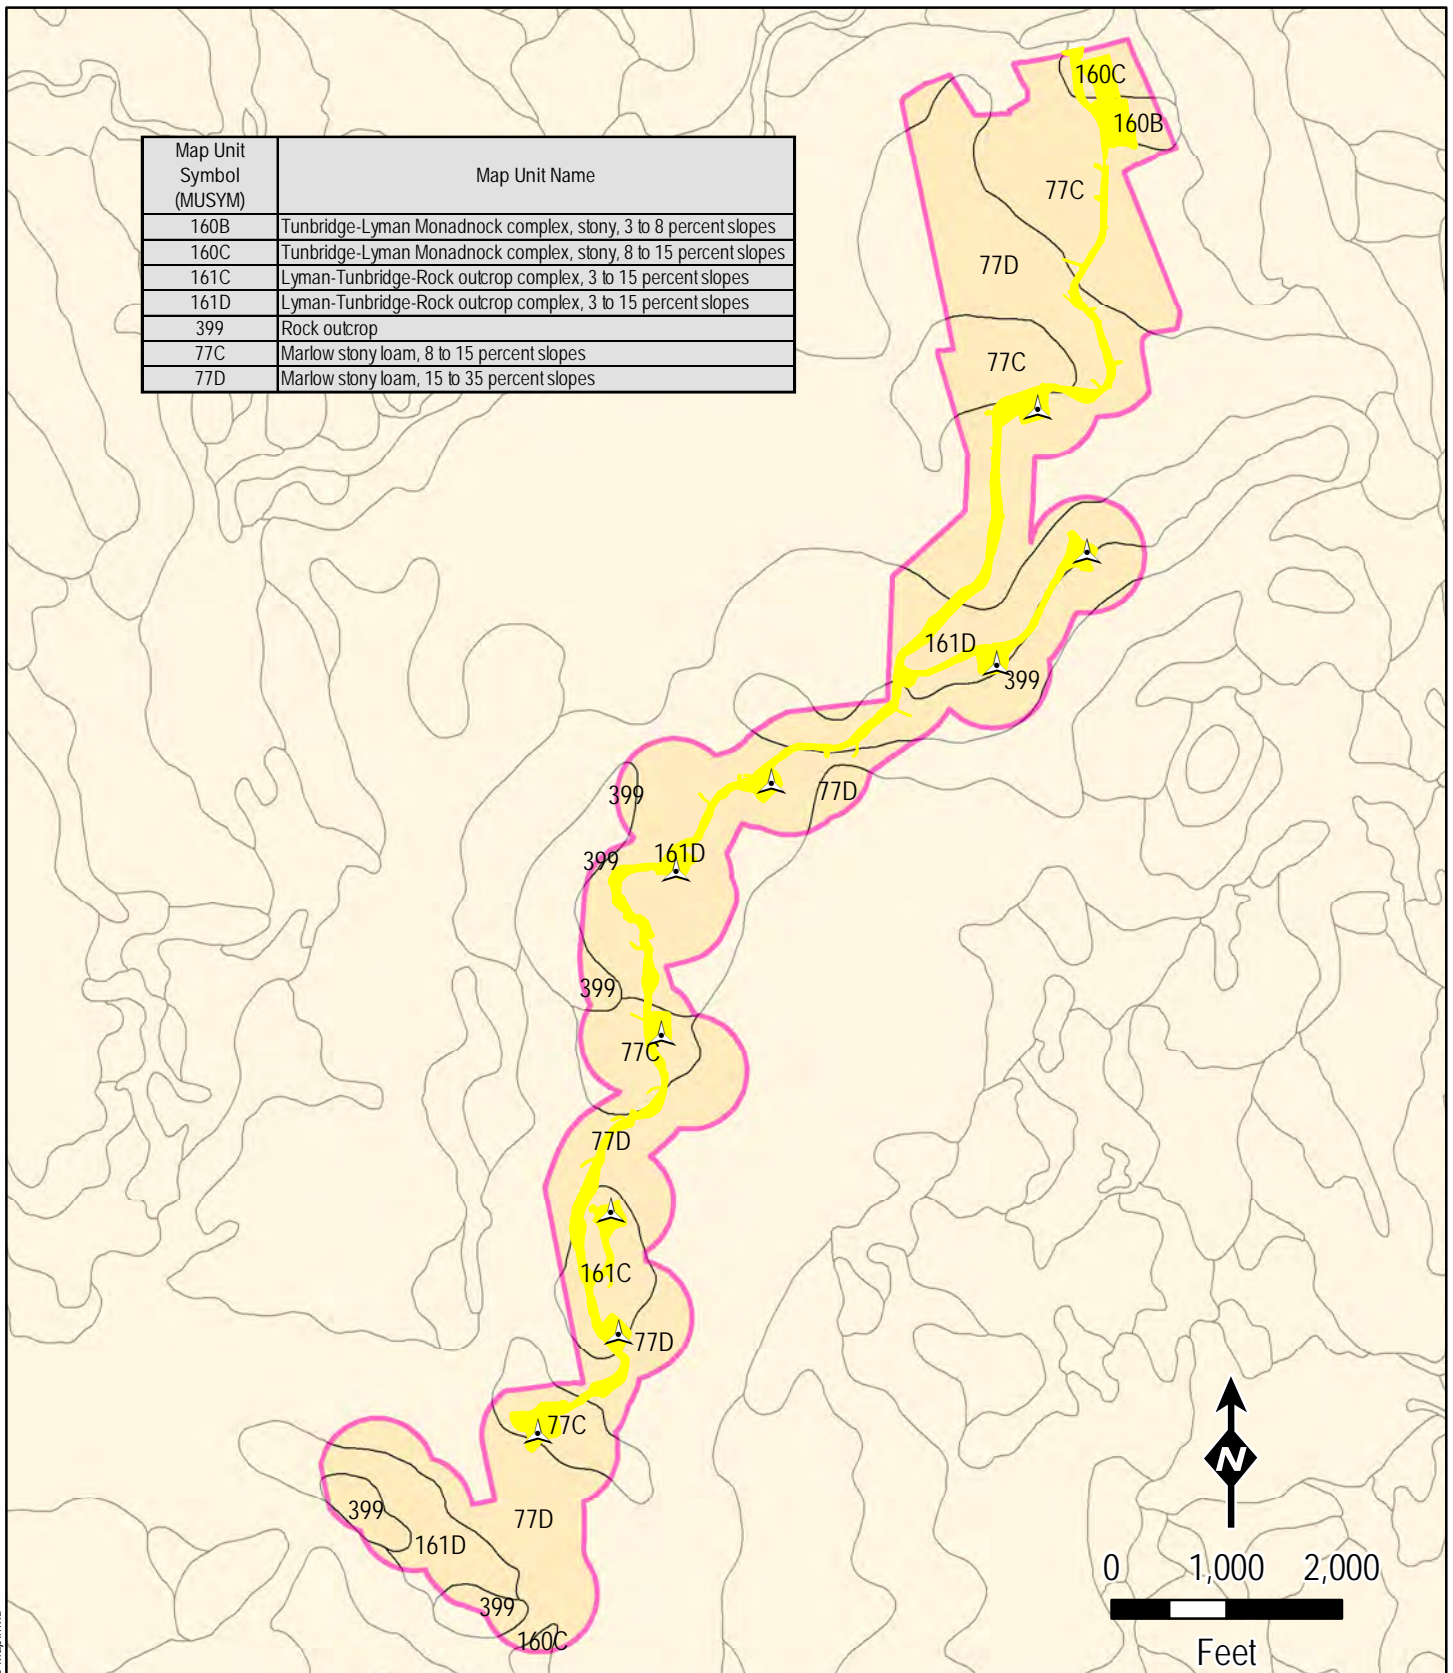 160C
160B
Map Unit
Symbol
(MUSYM)
Map Unit Name
160B Tunbridge-Lyman Monadnock complex, stony, 3 to 8 percent slopes
160C Tunbridge-Lyman Monadnock complex, stony, 8 to 15 percent slopes
161C Lyman-Tunbridge-Rock outcrop complex, 3 to 15 percent slopes
161D Lyman-Tunbridge-Rock outcrop complex, 3 to 15 percent slopes
399 Rock outcrop
77C Marlow stony loam, 8 to 15 percent slopes
77D Marlow stony loam, 15 to 35 percent slopes
77C
77D
77C
161D
399
399
77D
399
161D
399
77C
77D
161C
77D
77C
399
77D
161D
399
160C
N
0 1,000 2,000
Feet